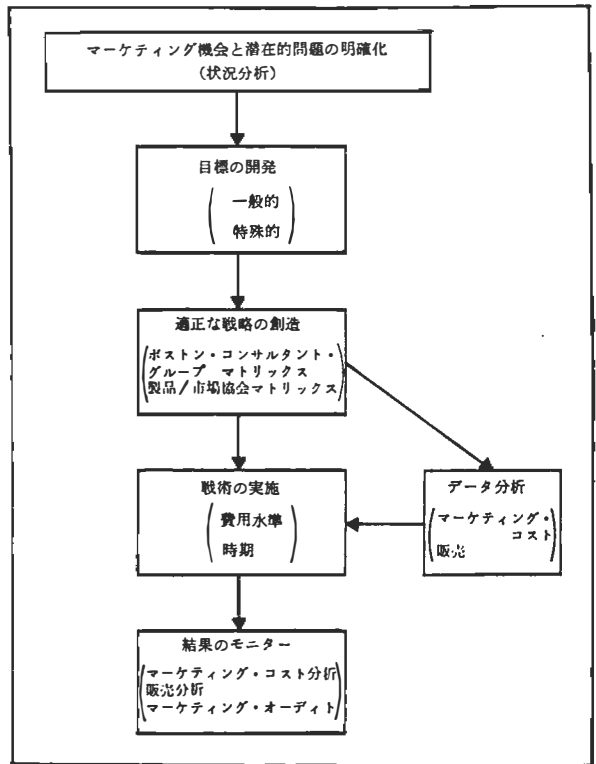 マーケティング機会と潜在的問題の明確化
(状況分析)
目標の開発
一般的
特殊的
適正な戦略の創造
ボストン・コンサルタント・
グループ マトリックス
製品/市場協会マトリックス
戦術の実施
費用水準
時期
データ分析
マーケティング・
コスト
販売
結果のモニター
マーケティング・コスト分析
販売分析
マーケティング・オーディト